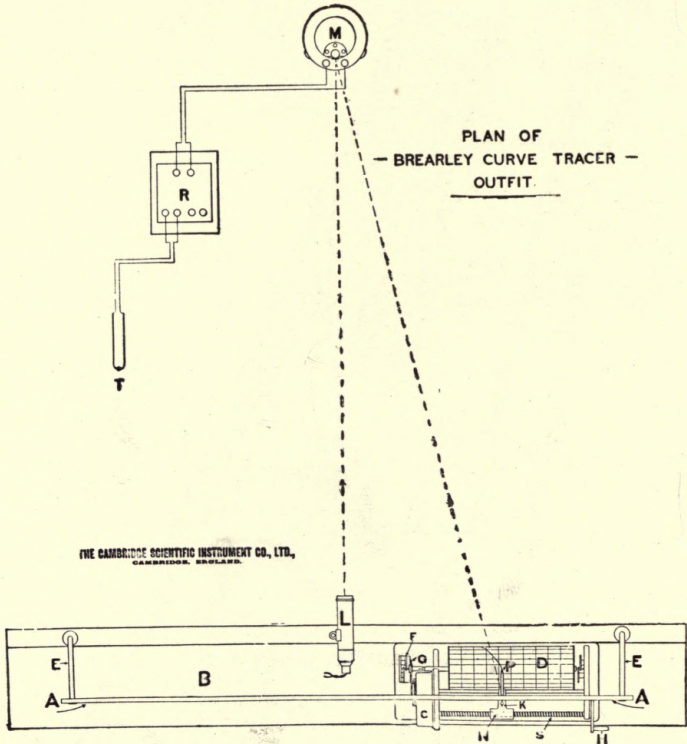 M
PLAN OF
— BREARLEY CURVE TRACER —
OUTFIT.
R
T
THE CAMBRIDGE SCIENTIFIC INSTRUMENT CO., LTD.,
CAMBRIDGE, ENGLAND.
L
F
E
G
P
D
E
B
A
A
K
C
N
S
H